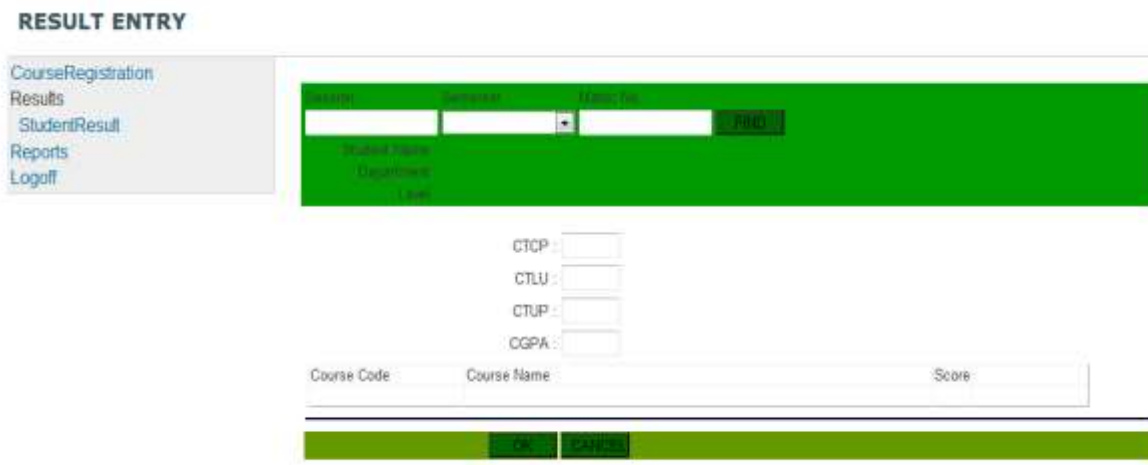 RESULT ENTRY
CourseRegistration
Results
StudentResult
Reports
Logoff
Session Semester Matric No
FIND
Student Name
Department
Level
CTCP :
CTLU :
CTUP :
CGPA :
Course Code Course Name Score
OK CANCEL